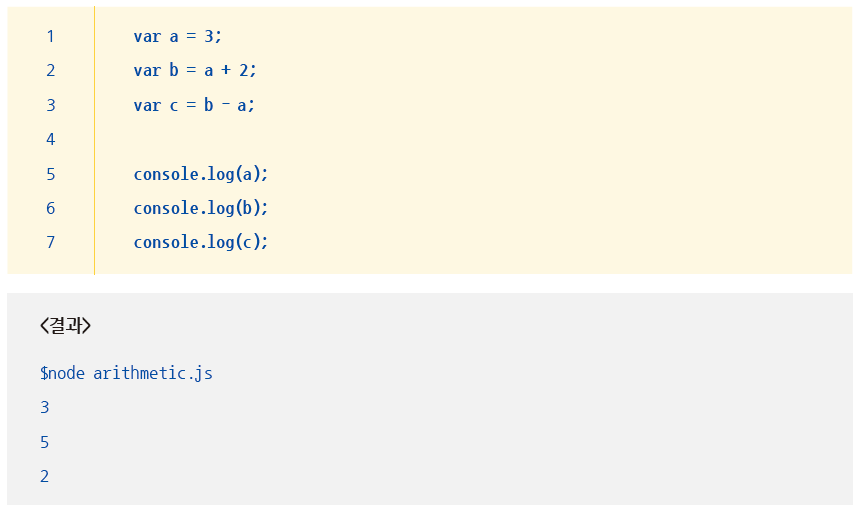 1 var a = 3;
2 var b = a + 2;
3 var c = b - a;
4
5 console.log(a);
6 console.log(b);
7 console.log(c);
<결과>
$node arithmetic.js
3
5
2